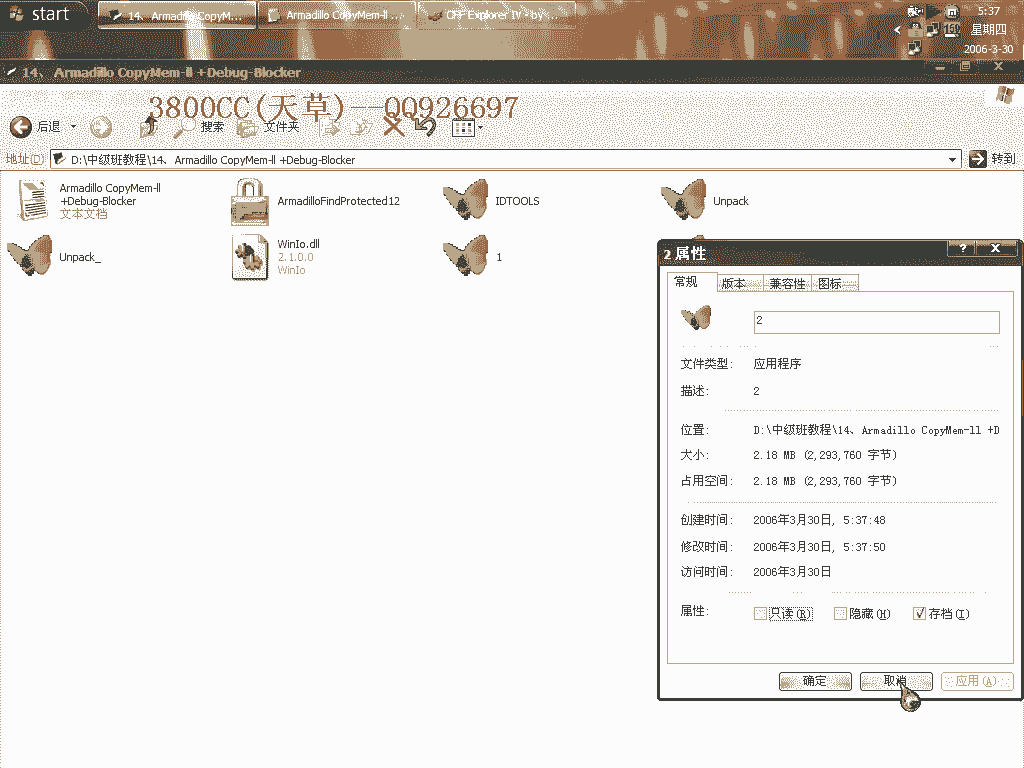 start
14、Armadillo CopyM...
Armadillo CopyMem-ll ...
CFF Explorer IV - by ...
5:37
星期四
2006-3-30
14、Armadillo CopyMem-ll +Debug-Blocker
3800CC(天草)--QQ926697
后退
搜索
文件夹
地址(D)
D:\中级班教程\14、Armadillo CopyMem-ll +Debug-Blocker
转到
Armadillo CopyMem-ll
+Debug-Blocker
文本文档
ArmadilloFindProtected12
IDTOOLS
Unpack
Unpack_
WinIo.dll
2.1.0.0
WinIo
1
2 属性
常规
版本
兼容性
图标
2
文件类型: 应用程序
描述: 2
位置: D:\中级班教程\14、Armadillo CopyMem-ll +D
大小: 2.18 MB (2,293,760 字节)
占用空间: 2.18 MB (2,293,760 字节)
创建时间: 2006年3月30日, 5:37:48
修改时间: 2006年3月30日, 5:37:50
访问时间: 2006年3月30日
属性: 只读(R) 隐藏(H) 存档(I)
确定
取消
应用(A)